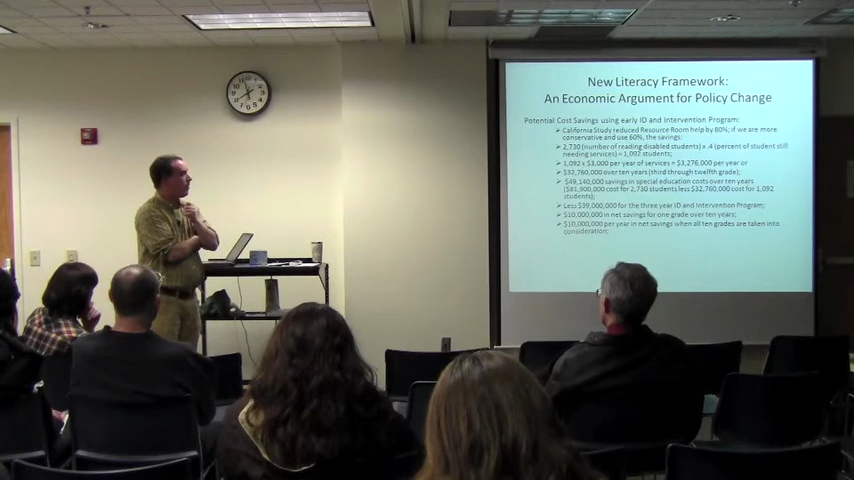 New Literacy Framework:
An Economic Argument for Policy Change
Potential Cost Savings using early ID and Intervention Program:
➢ California Study reduced Resource Room help by 80%; if we are more
conservative and use 60%, the savings:
➢ 2,730 (number of reading disabled students) x .4 (percent of student still
needing services) = 1,092 students;
➢ 1,092 x $3,000 per year of services = $3,276,000 per year or
➢ $32,760,000 over ten years (third through twelfth grade);
➢ $49,140,000 savings in special education costs over ten years
($81,900,000 cost for 2,730 students less $32,760,000 cost for 1,092
students);
➢ Less $39,000,000 for the three year ID and Intervention Program;
➢ $10,000,000 in net savings for one grade over ten years;
➢ $10,000,000 per year in net savings when all ten grades are taken into
consideration;